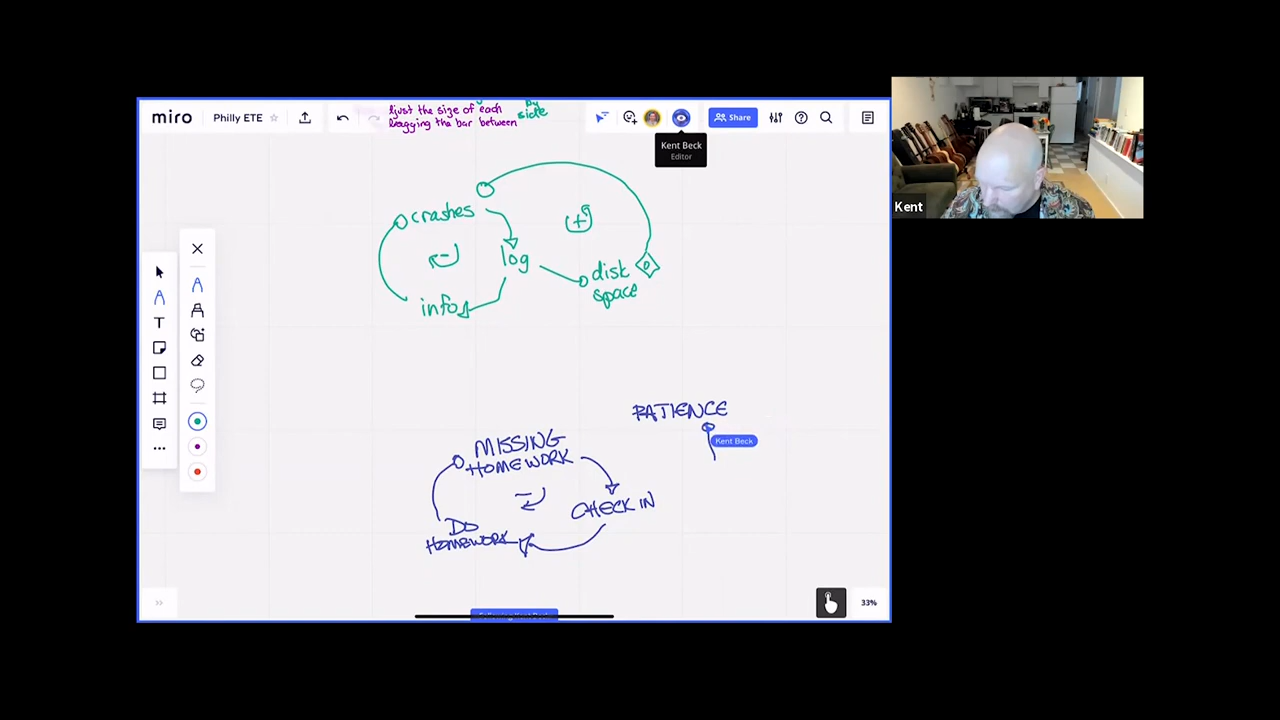 miro
Philly ETE
just the size of each
dragging the bar between
by
side
Share
Kent Beck
Editor
Kent
crashes
+
-
log
disk
space
info
PATIENCE
Kent Beck
MISSING
HOMEWORK
-
CHECK IN
DO
HOMEWORK
33%